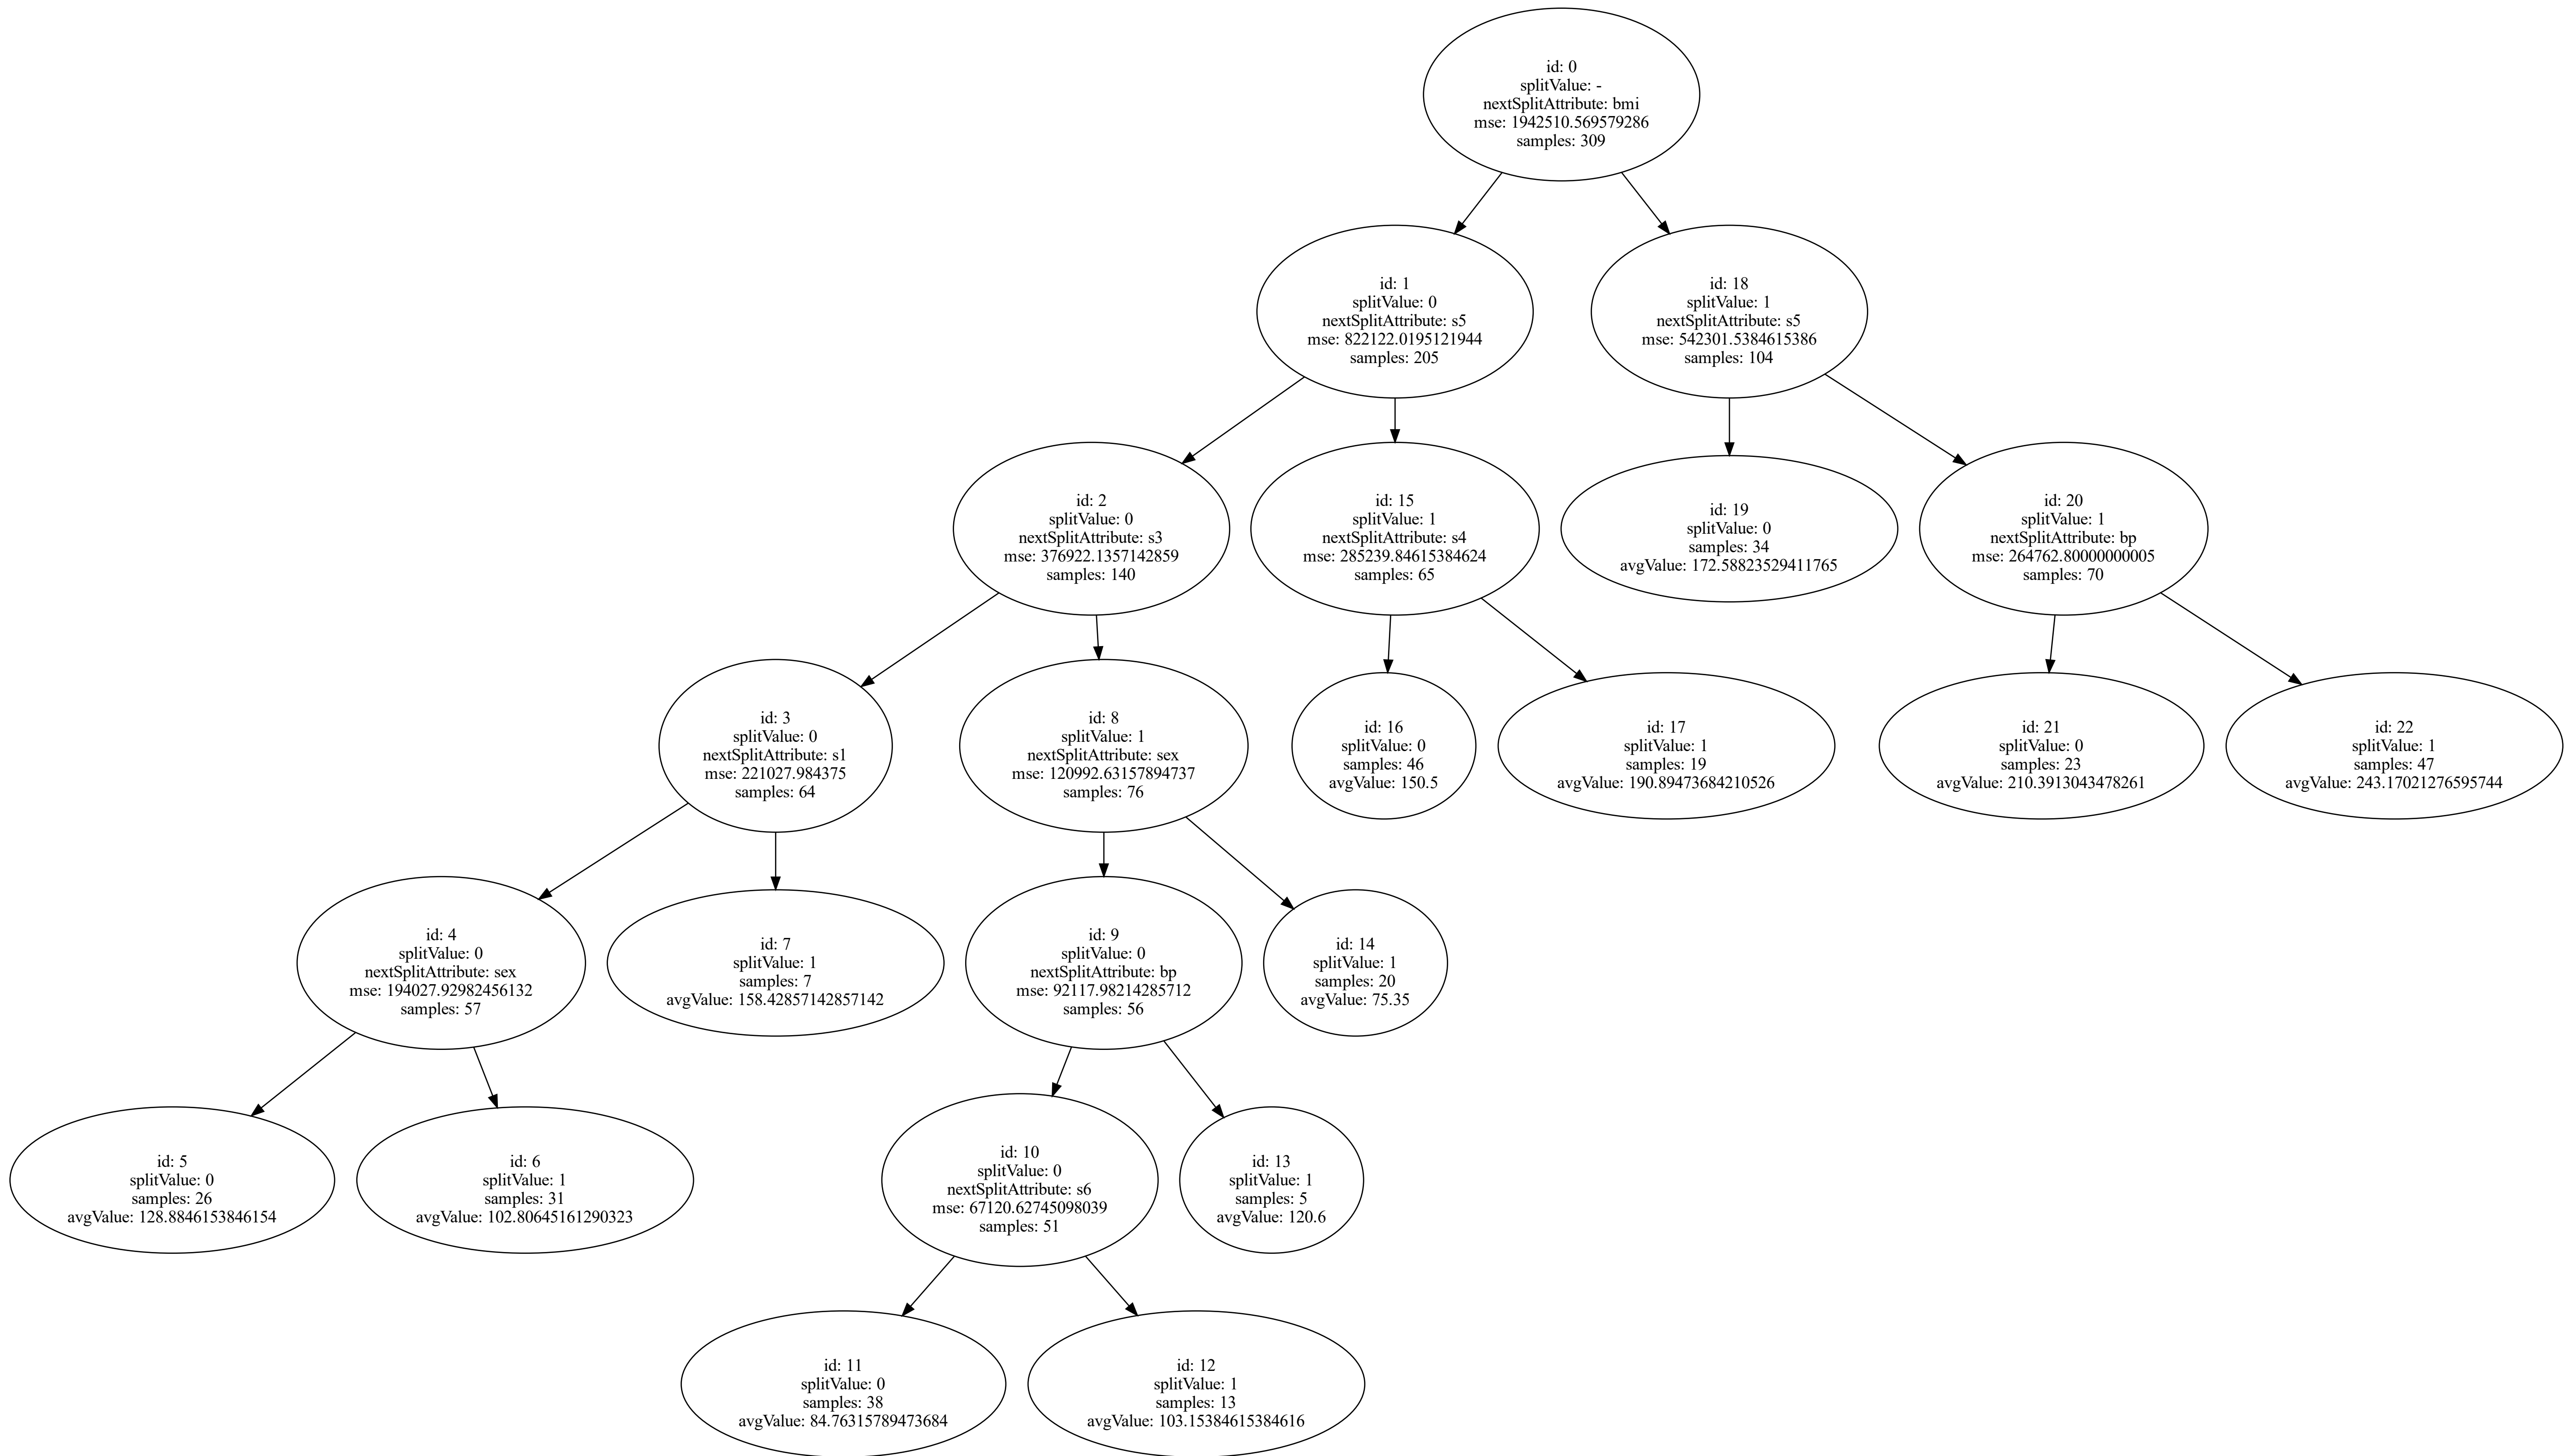 id: 0
splitValue: -
nextSplitAttribute: bmi
mse: 1942510.569579286
samples: 309
id: 1
splitValue: 0
nextSplitAttribute: s5
mse: 822122.0195121944
samples: 205
id: 18
splitValue: 1
nextSplitAttribute: s5
mse: 542301.5384615386
samples: 104
id: 2
splitValue: 0
nextSplitAttribute: s3
mse: 376922.1357142859
samples: 140
id: 15
splitValue: 1
nextSplitAttribute: s4
mse: 285239.84615384624
samples: 65
id: 19
splitValue: 0
samples: 34
avgValue: 172.58823529411765
id: 20
splitValue: 1
nextSplitAttribute: bp
mse: 264762.80000000005
samples: 70
id: 3
splitValue: 0
nextSplitAttribute: s1
mse: 221027.984375
samples: 64
id: 8
splitValue: 1
nextSplitAttribute: sex
mse: 120992.63157894737
samples: 76
id: 16
splitValue: 0
samples: 46
avgValue: 150.5
id: 17
splitValue: 1
samples: 19
avgValue: 190.89473684210526
id: 21
splitValue: 0
samples: 23
avgValue: 210.3913043478261
id: 22
splitValue: 1
samples: 47
avgValue: 243.17021276595744
id: 4
splitValue: 0
nextSplitAttribute: sex
mse: 194027.92982456132
samples: 57
id: 7
splitValue: 1
samples: 7
avgValue: 158.42857142857142
id: 9
splitValue: 0
nextSplitAttribute: bp
mse: 92117.98214285712
samples: 56
id: 14
splitValue: 1
samples: 20
avgValue: 75.35
id: 5
splitValue: 0
samples: 26
avgValue: 128.8846153846154
id: 6
splitValue: 1
samples: 31
avgValue: 102.80645161290323
id: 10
splitValue: 0
nextSplitAttribute: s6
mse: 67120.62745098039
samples: 51
id: 13
splitValue: 1
samples: 5
avgValue: 120.6
id: 11
splitValue: 0
samples: 38
avgValue: 84.76315789473684
id: 12
splitValue: 1
samples: 13
avgValue: 103.15384615384616